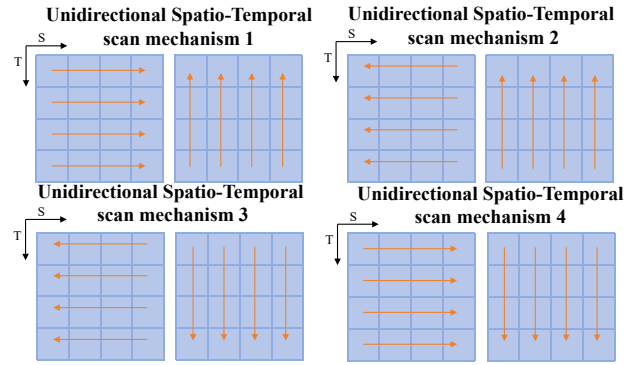 Unidirectional Spatio-Temporal
scan mechanism 1
S
T
Unidirectional Spatio-Temporal
scan mechanism 2
S
T
Unidirectional Spatio-Temporal
scan mechanism 3
S
T
Unidirectional Spatio-Temporal
scan mechanism 4
S
T